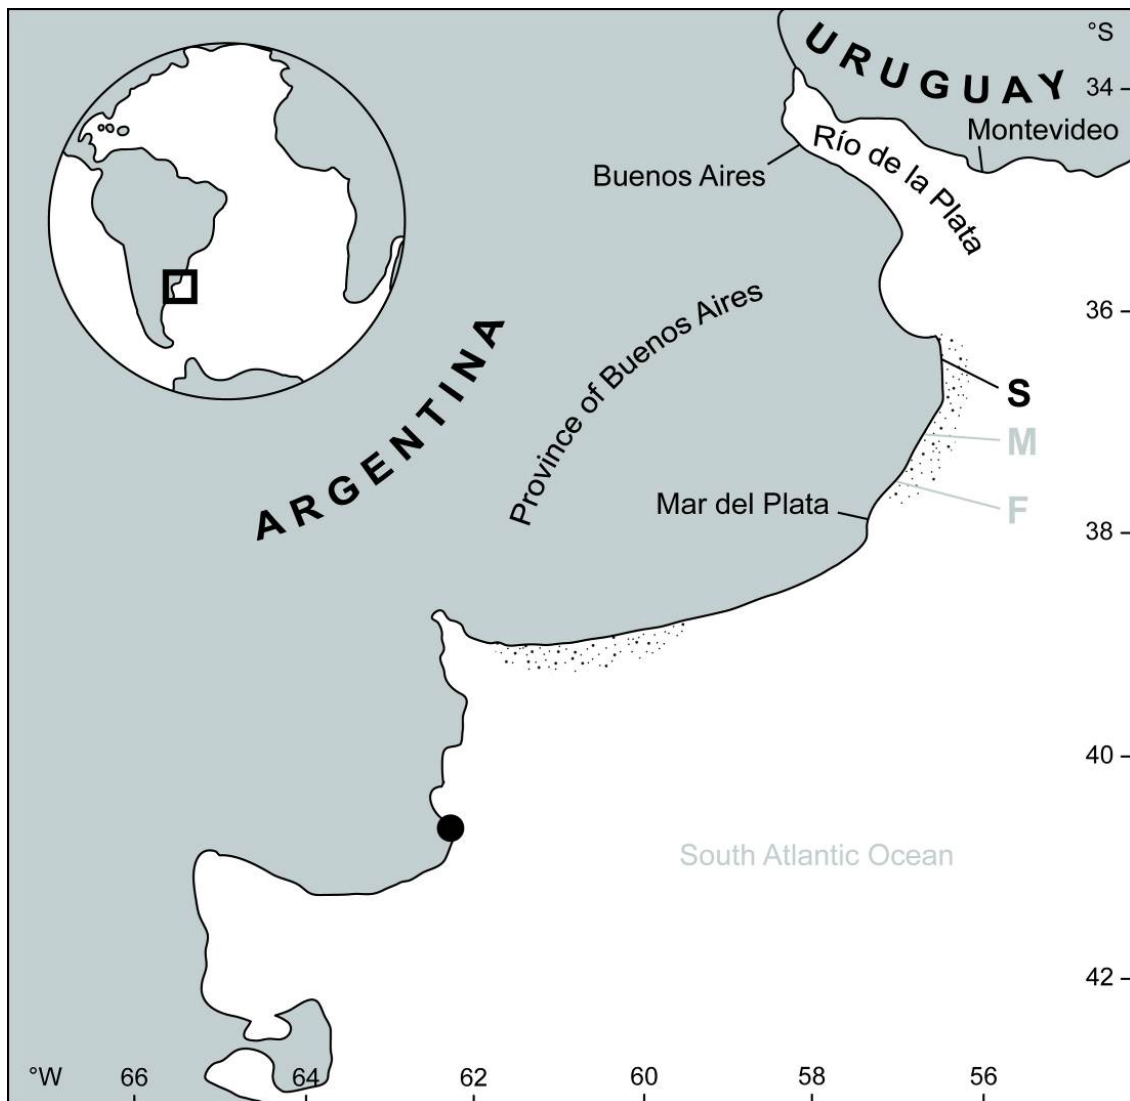 °S
URUGUAY
34
Montevideo
Río de la Plata
Buenos Aires
36
Province of Buenos Aires
ARGENTINA
S
M
F
Mar del Plata
38
40
South Atlantic Ocean
42
°W 66 64 62 60 58 56